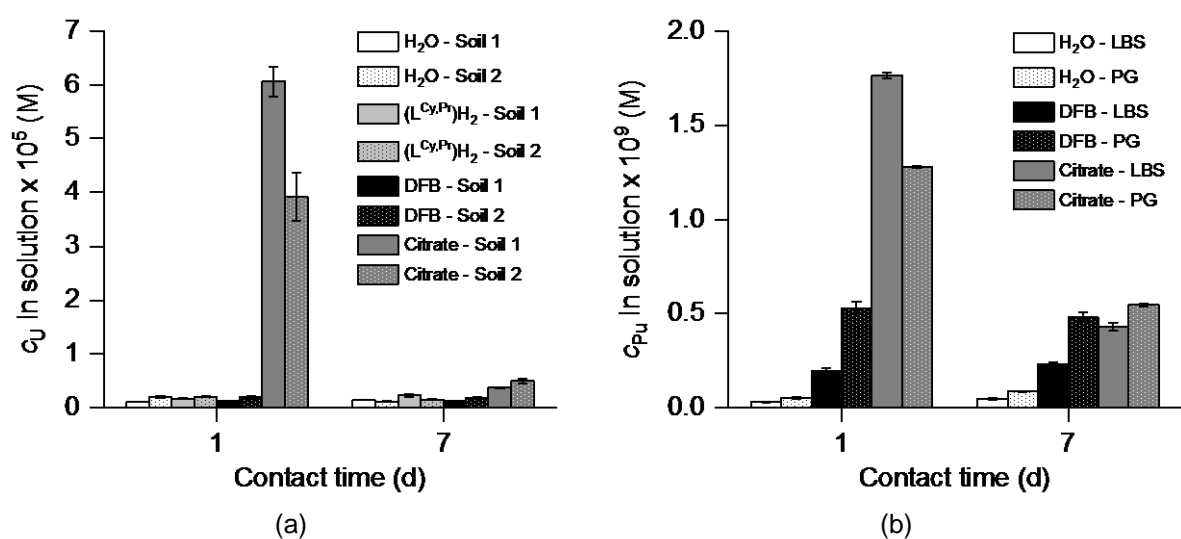 7
6
5
4
3
2
1
0
c_U In solution x 10^5 (M)
H2O - Soil 1
H2O - Soil 2
(L^Cy,Pr)H2 - Soil 1
(L^Cy,Pr)H2 - Soil 2
DFB - Soil 1
DFB - Soil 2
Citrate - Soil 1
Citrate - Soil 2
1 7
Contact time (d)
(a)
2.0
1.5
1.0
0.5
0.0
c_Pu In solution x 10^9 (M)
H2O - LBS
H2O - PG
DFB - LBS
DFB - PG
Citrate - LBS
Citrate - PG
1 7
Contact time (d)
(b)